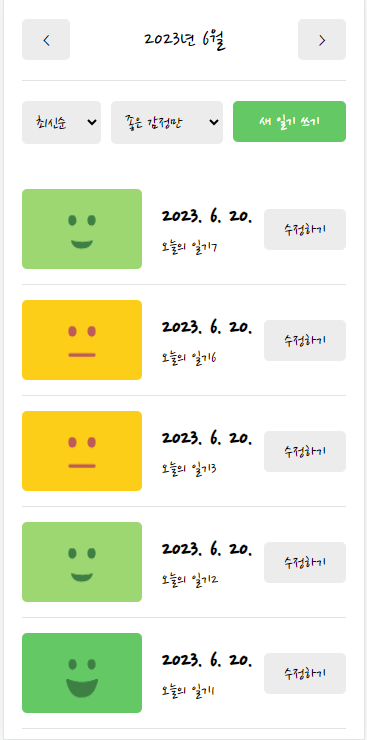 < 2023년 6월 >
최신순 좋은 감정만 새 일기 쓰기
2023. 6. 20.
오늘의 일기7
수정하기
2023. 6. 20.
오늘의 일기6
수정하기
2023. 6. 20.
오늘의 일기3
수정하기
2023. 6. 20.
오늘의 일기2
수정하기
2023. 6. 20.
오늘의 일기1
수정하기